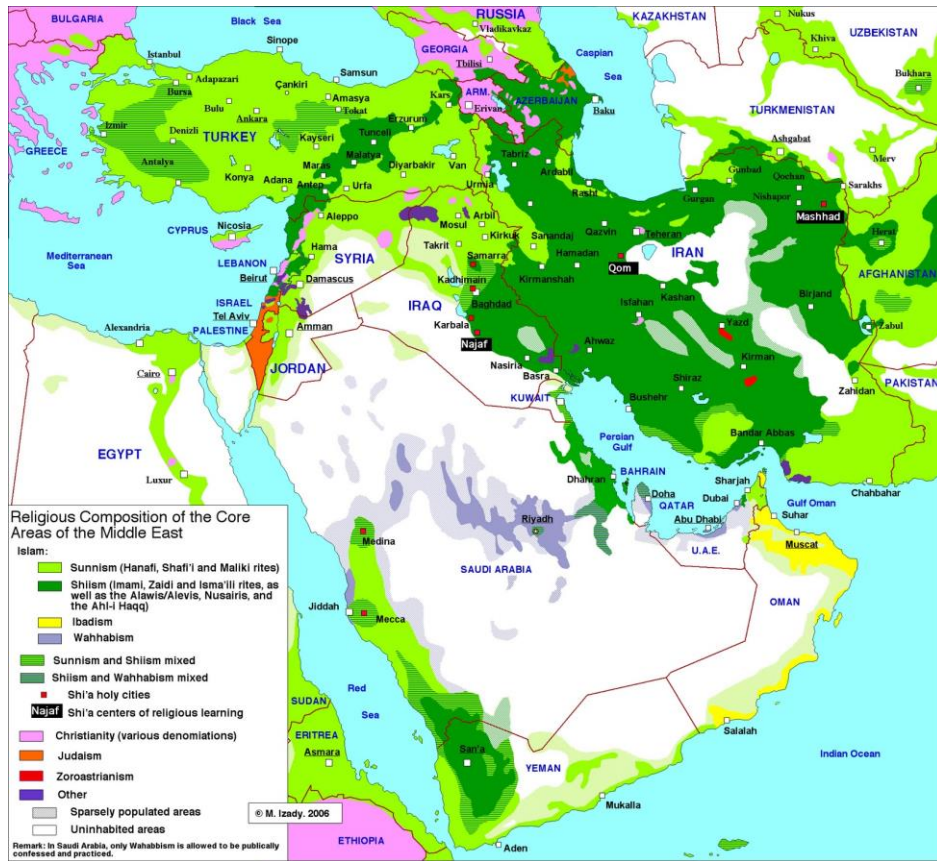 BULGARIA
Black Sea
RUSSIA
Vladikavkaz
KAZAKHSTAN
Nukus
Khiva
UZBEKISTAN
Istanbul
Sinope
GEORGIA
Tbilisi
Caspian
Sea
Bukhara
Adapazari
Bursa
Çankiri
Samsun
Amasya
Tokat
Kars
ARM.
Erivan
AZERBAIJAN
Baku
TURKMENISTAN
Bulu
Ankara
Erzurum
Izmir
Denizli
TURKEY
Kayseri
Tunceli
Malatya
Ashgabat
Merv
GREECE
Antalya
Konya
Adana
Maras
Antep
Urfa
Diyarbakir
Van
Urmia
Tabriz
Ardabil
Rasht
Gurgan
Gunbad
Qochan
Nishapor
Sarakhs
Mashhad
CYPRUS
Nicosia
Aleppo
Mosul
Arbil
Kirkuk
Sanandaj
Qazvin
Teheran
IRAN
Herat
AFGHANISTAN
Mediterranean
Sea
LEBANON
Beirut
Hama
SYRIA
Damascus
Takrit
Samarra
Kadhimain
Baghdad
Kirmanshah
Hamadan
Qom
Kashan
Isfahan
Birjand
ISRAEL
Tel Aviv
PALESTINE
Amman
IRAQ
Karbala
Najaf
Yazd
Zabul
Alexandria
Cairo
JORDAN
Nasiria
Basra
Ahwaz
Kirman
Shiraz
Zahidan
PAKISTAN
KUWAIT
Bushehr
Persian
Gulf
Bandar Abbas
EGYPT
Luxur
Dhahran
BAHRAIN
Doha
QATAR
Sharjah
Dubai
Abu Dhabi
Gulf Oman
Chahbahar
Suhar
Muscat
Medina
Riyadh
SAUDI ARABIA
U.A.E.
OMAN
Jiddah
Mecca
Red
Sea
SUDAN
ERITREA
Asmara
San'a
YEMEN
Salalah
Indian Ocean
Mukalla
Aden
ETHIOPIA
Religious Composition of the Core
Areas of the Middle East
Islam:
Sunnism (Hanafi, Shafi'i and Maliki rites)
Shiism (Imami, Zaidi and Isma'ili rites, as
well as the Alawis/Alevis, Nusairis, and
the Ahl-i Haqq)
Ibadism
Wahhabism
Sunnism and Shiism mixed
Shiism and Wahhabism mixed
Shi'a holy cities
Najaf Shi'a centers of religious learning
Christianity (various denomiations)
Judaism
Zoroastrianism
Other
Sparsely populated areas
Uninhabited areas
© M. Izady. 2006
Remark: In Saudi Arabia, only Wahabbism is allowed to be publically
confessed and practiced.